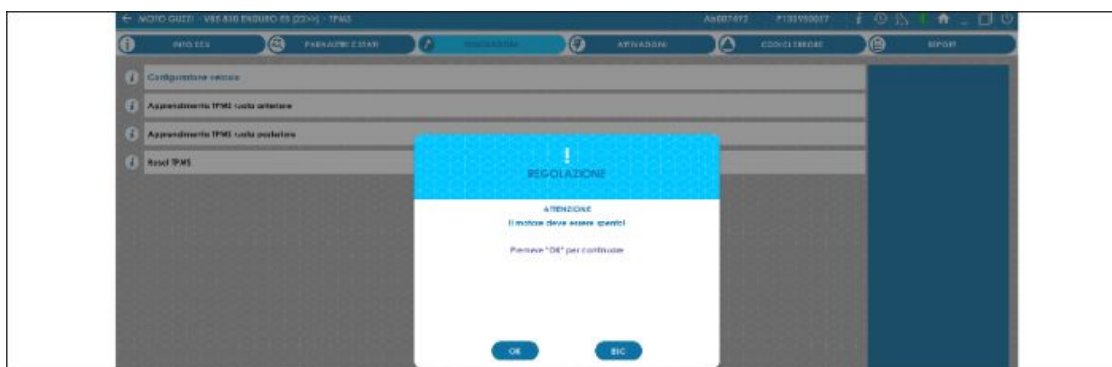 MOTO GUZZI - V85 850 ENDURO E5 [22>>] - TPMS
INFO ECU
PARAMETRI E STATI
REGOLAZIONI
ATTIVAZIONI
CODICI ERRORE
REPORT
Configurazione veicolo
Apprendimento TPMS ruota anteriore
Apprendimento TPMS ruota posteriore
Reset TPMS
!
REGOLAZIONE
ATTENZIONE
Il motore deve essere spento!
Premere "OK" per continuare
OK
ESC